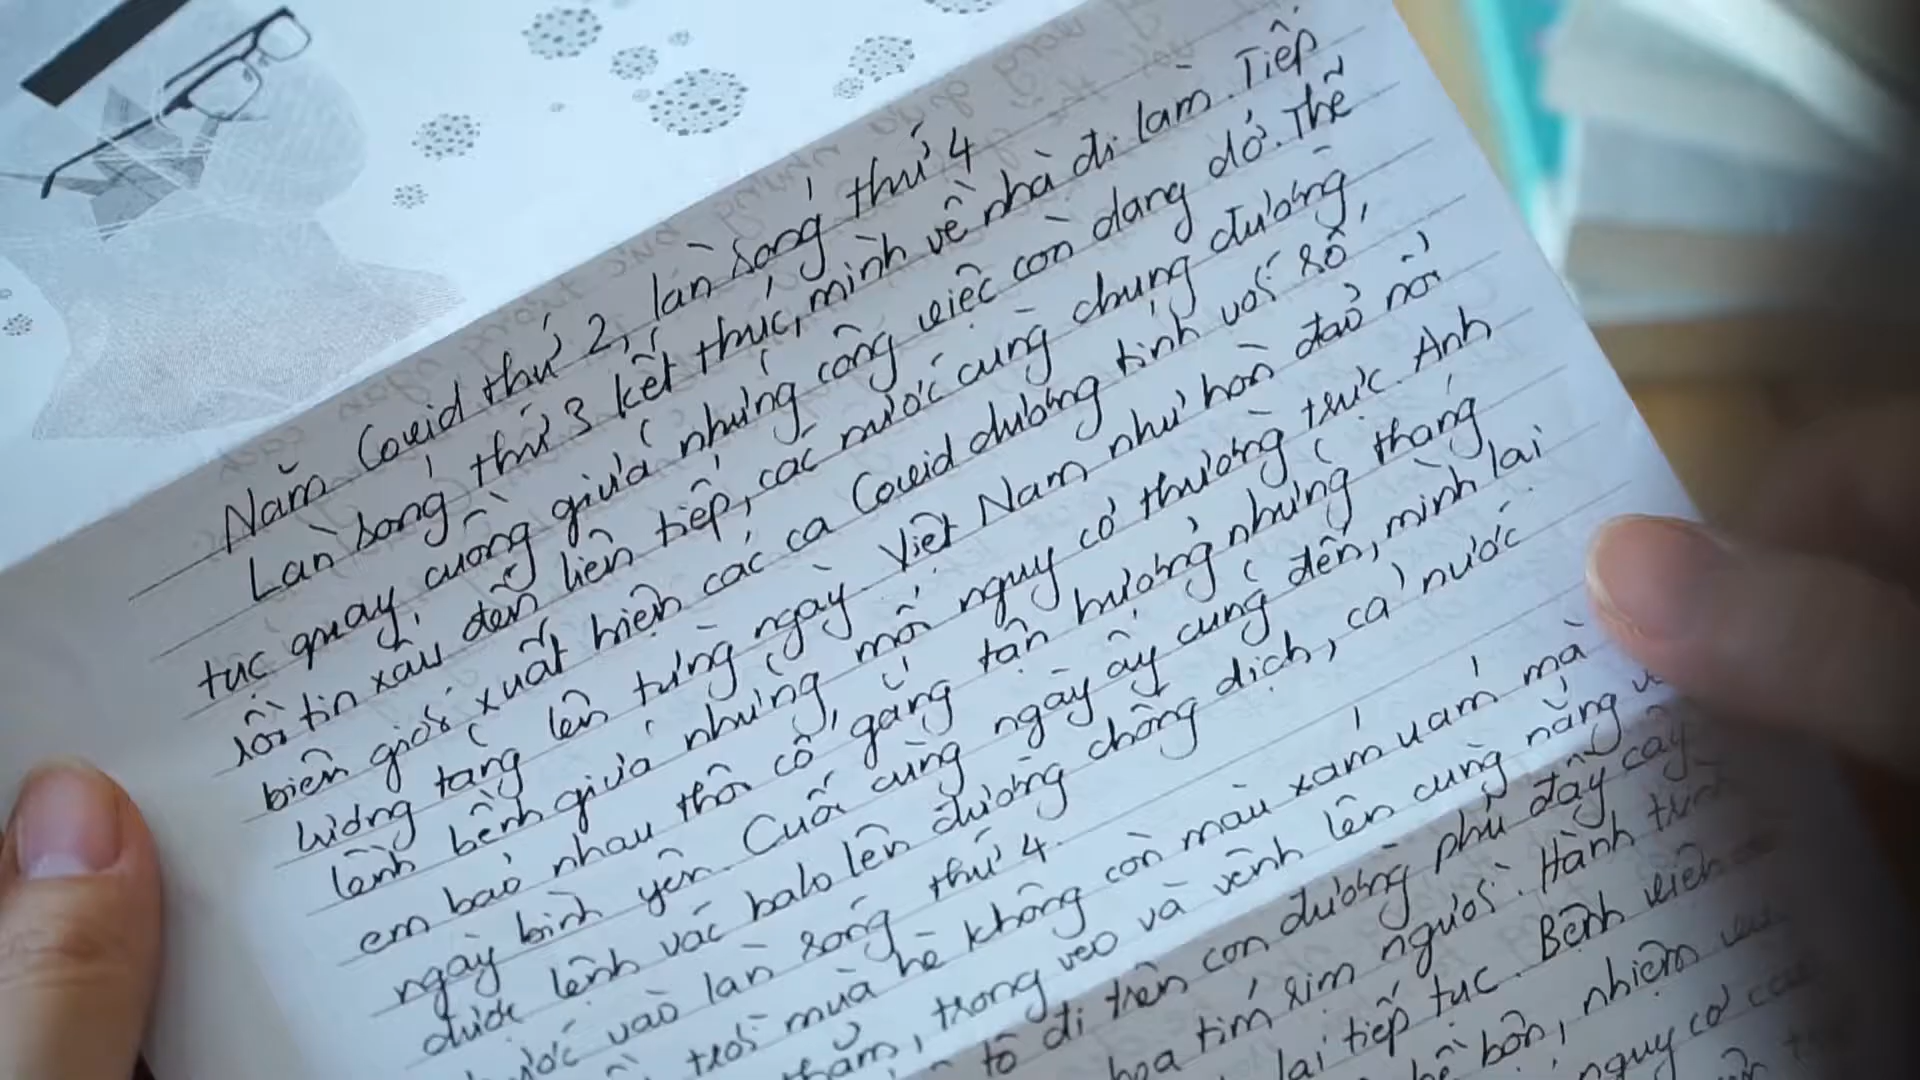 Năm Covid thứ 2, làn sóng thứ 4
Làn sóng thứ 3 kết thúc, mình về nhà đi làm. Tiếp
tục quay cuồng giữa những công việc còn dang dở. Thế
rồi tin xấu đến liên tiếp, các nước cùng chung đường
biên giới xuất hiện các ca Covid dương tính với số
lượng tăng lên từng ngày. Việt Nam như hòn đảo nổi
lềnh bềnh giữa những mối nguy cơ thường trực. Anh
em bảo nhau thôi cố gắng tận hưởng những tháng
ngày bình yên. Cuối cùng ngày ấy cũng đến, mình lại
được lệnh vác balo lên đường chống dịch, cả nước
vào làn sóng thứ 4.
trời mùa hè không còn màu xám u ám mà
thẳm, trong veo và vênh lên cùng nắng
tô đi trên con đường phủ đầy cây
hoa tím sim người. Hành
lại tiếp tục. Bệnh viện
bộn, nhiệm
nguy cơ